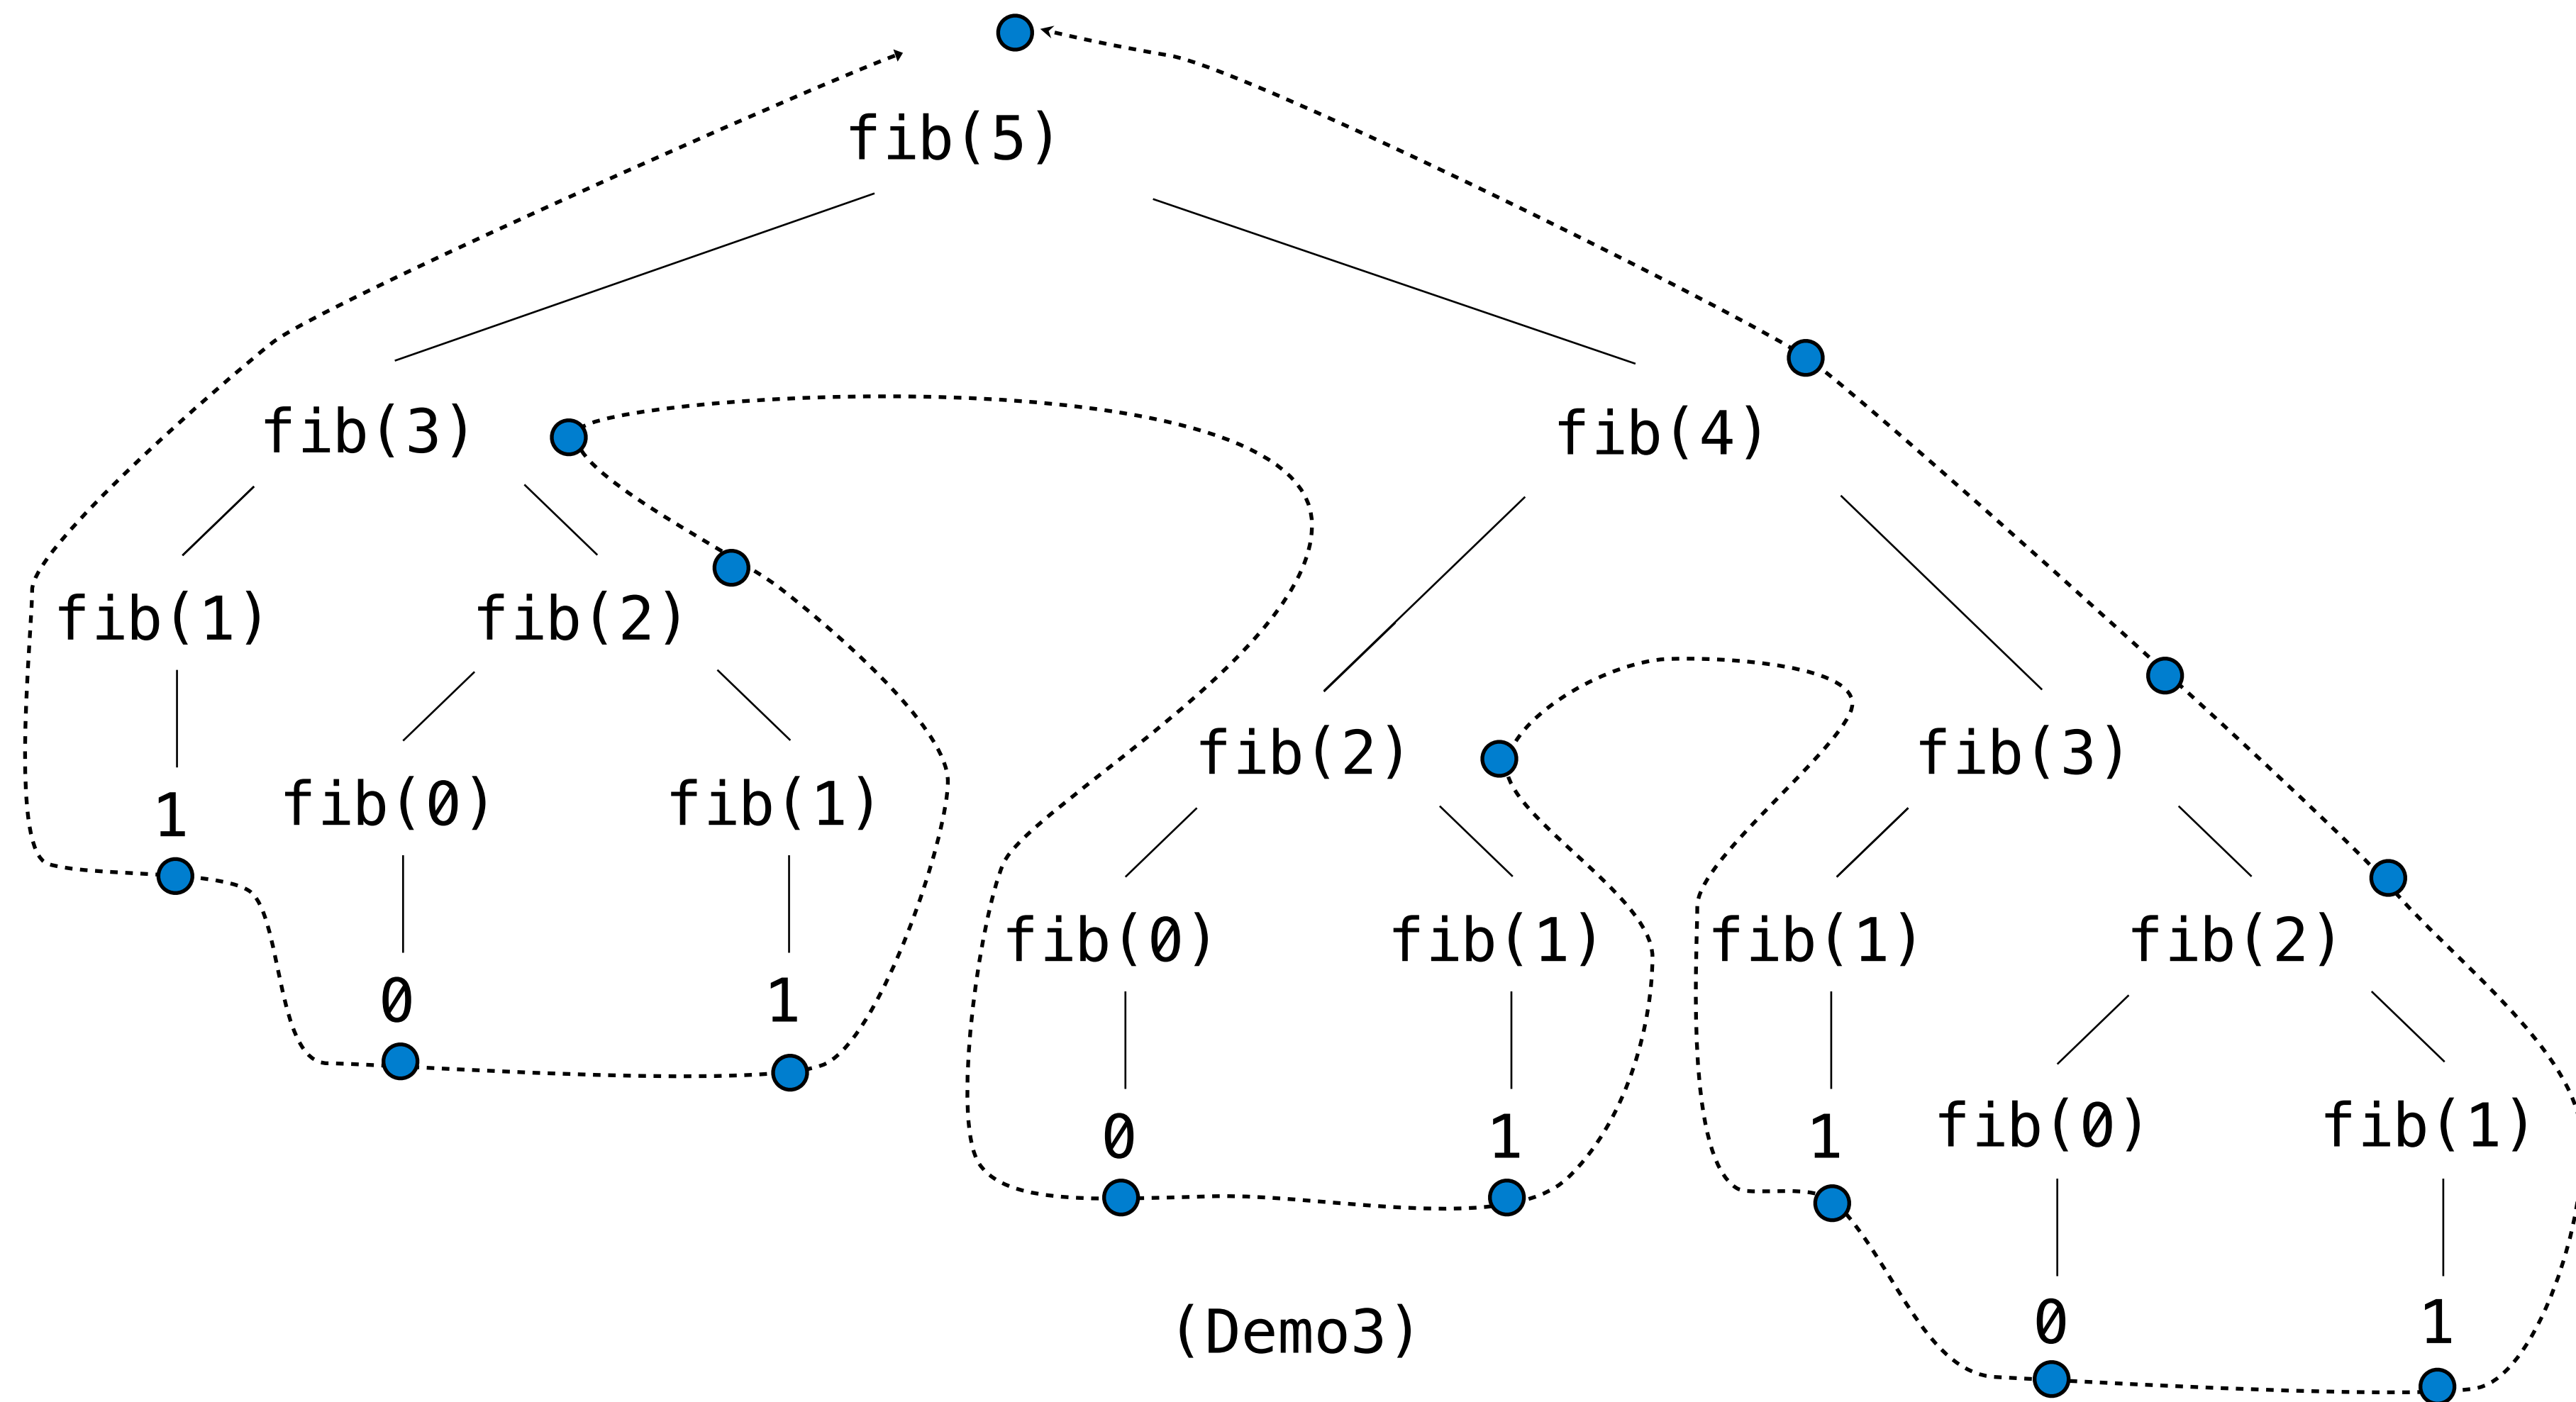 fib(5)
fib(3) fib(4)
fib(1) fib(2)
fib(2) fib(3)
1 fib(0) fib(1)
fib(0) fib(1) fib(1) fib(2)
0 1
0 1 1 fib(0) fib(1)
(Demo3) 0 1